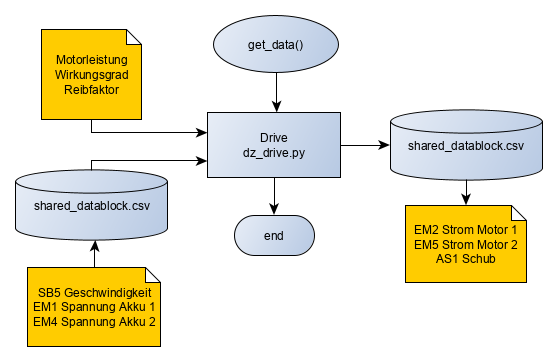 get_data()
Motorleistung
Wirkungsgrad
Reibfaktor
Drive
dz_drive.py
shared_datablock.csv
shared_datablock.csv
end
EM2 Strom Motor 1
EM5 Strom Motor 2
AS1 Schub
SB5 Geschwindigkeit
EM1 Spannung Akku 1
EM4 Spannung Akku 2